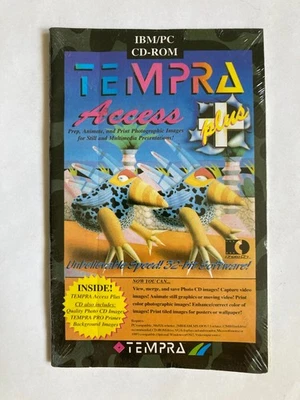 IBM/PC
CD-ROM
TEMPRA
Access
plus
Prep, Animate, and Print Photographic Images
for Still and Multimedia Presentations!
Unbelievable Speed! 32-Bit Software!
INSIDE!
TEMPRA Access Plus
CD also includes:
Quality Photo CD Images
TEMPRA PRO Primer
Background Images
NOW YOU CAN...
View, merge, and save Photo CD images! Capture video
images! Animate still graphics or moving video! Print
color photographic images! Enhance/correct color of
images! Print tiled images for posters or wallpaper!
TEMPRA